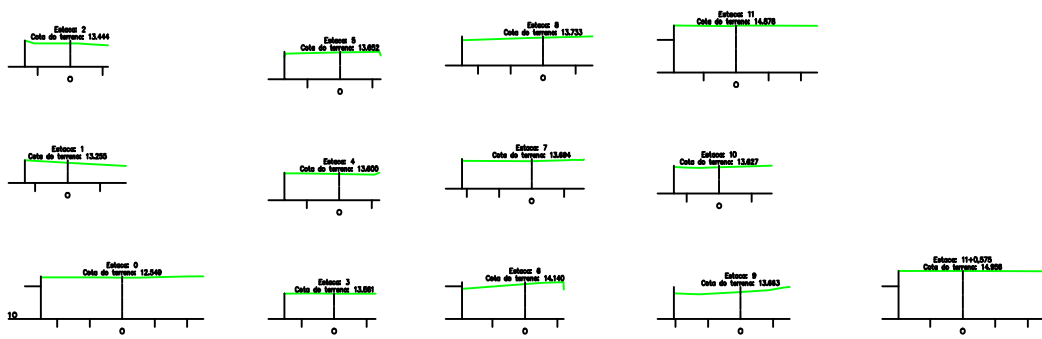 Estaca: 2
Cota do terreno: 13.444
0
Estaca: 5
Cota do terreno: 13.652
0
Estaca: 8
Cota do terreno: 13.733
0
Estaca: 11
Cota do terreno: 14.578
0
Estaca: 1
Cota do terreno: 13.255
0
Estaca: 4
Cota do terreno: 13.600
0
Estaca: 7
Cota do terreno: 13.694
0
Estaca: 10
Cota do terreno: 13.627
0
Estaca: 0
Cota do terreno: 12.549
10
0
Estaca: 3
Cota do terreno: 13.561
0
Estaca: 6
Cota do terreno: 14.140
0
Estaca: 9
Cota do terreno: 13.663
0
Estaca: 11+0,575
Cota do terreno: 14.958
0